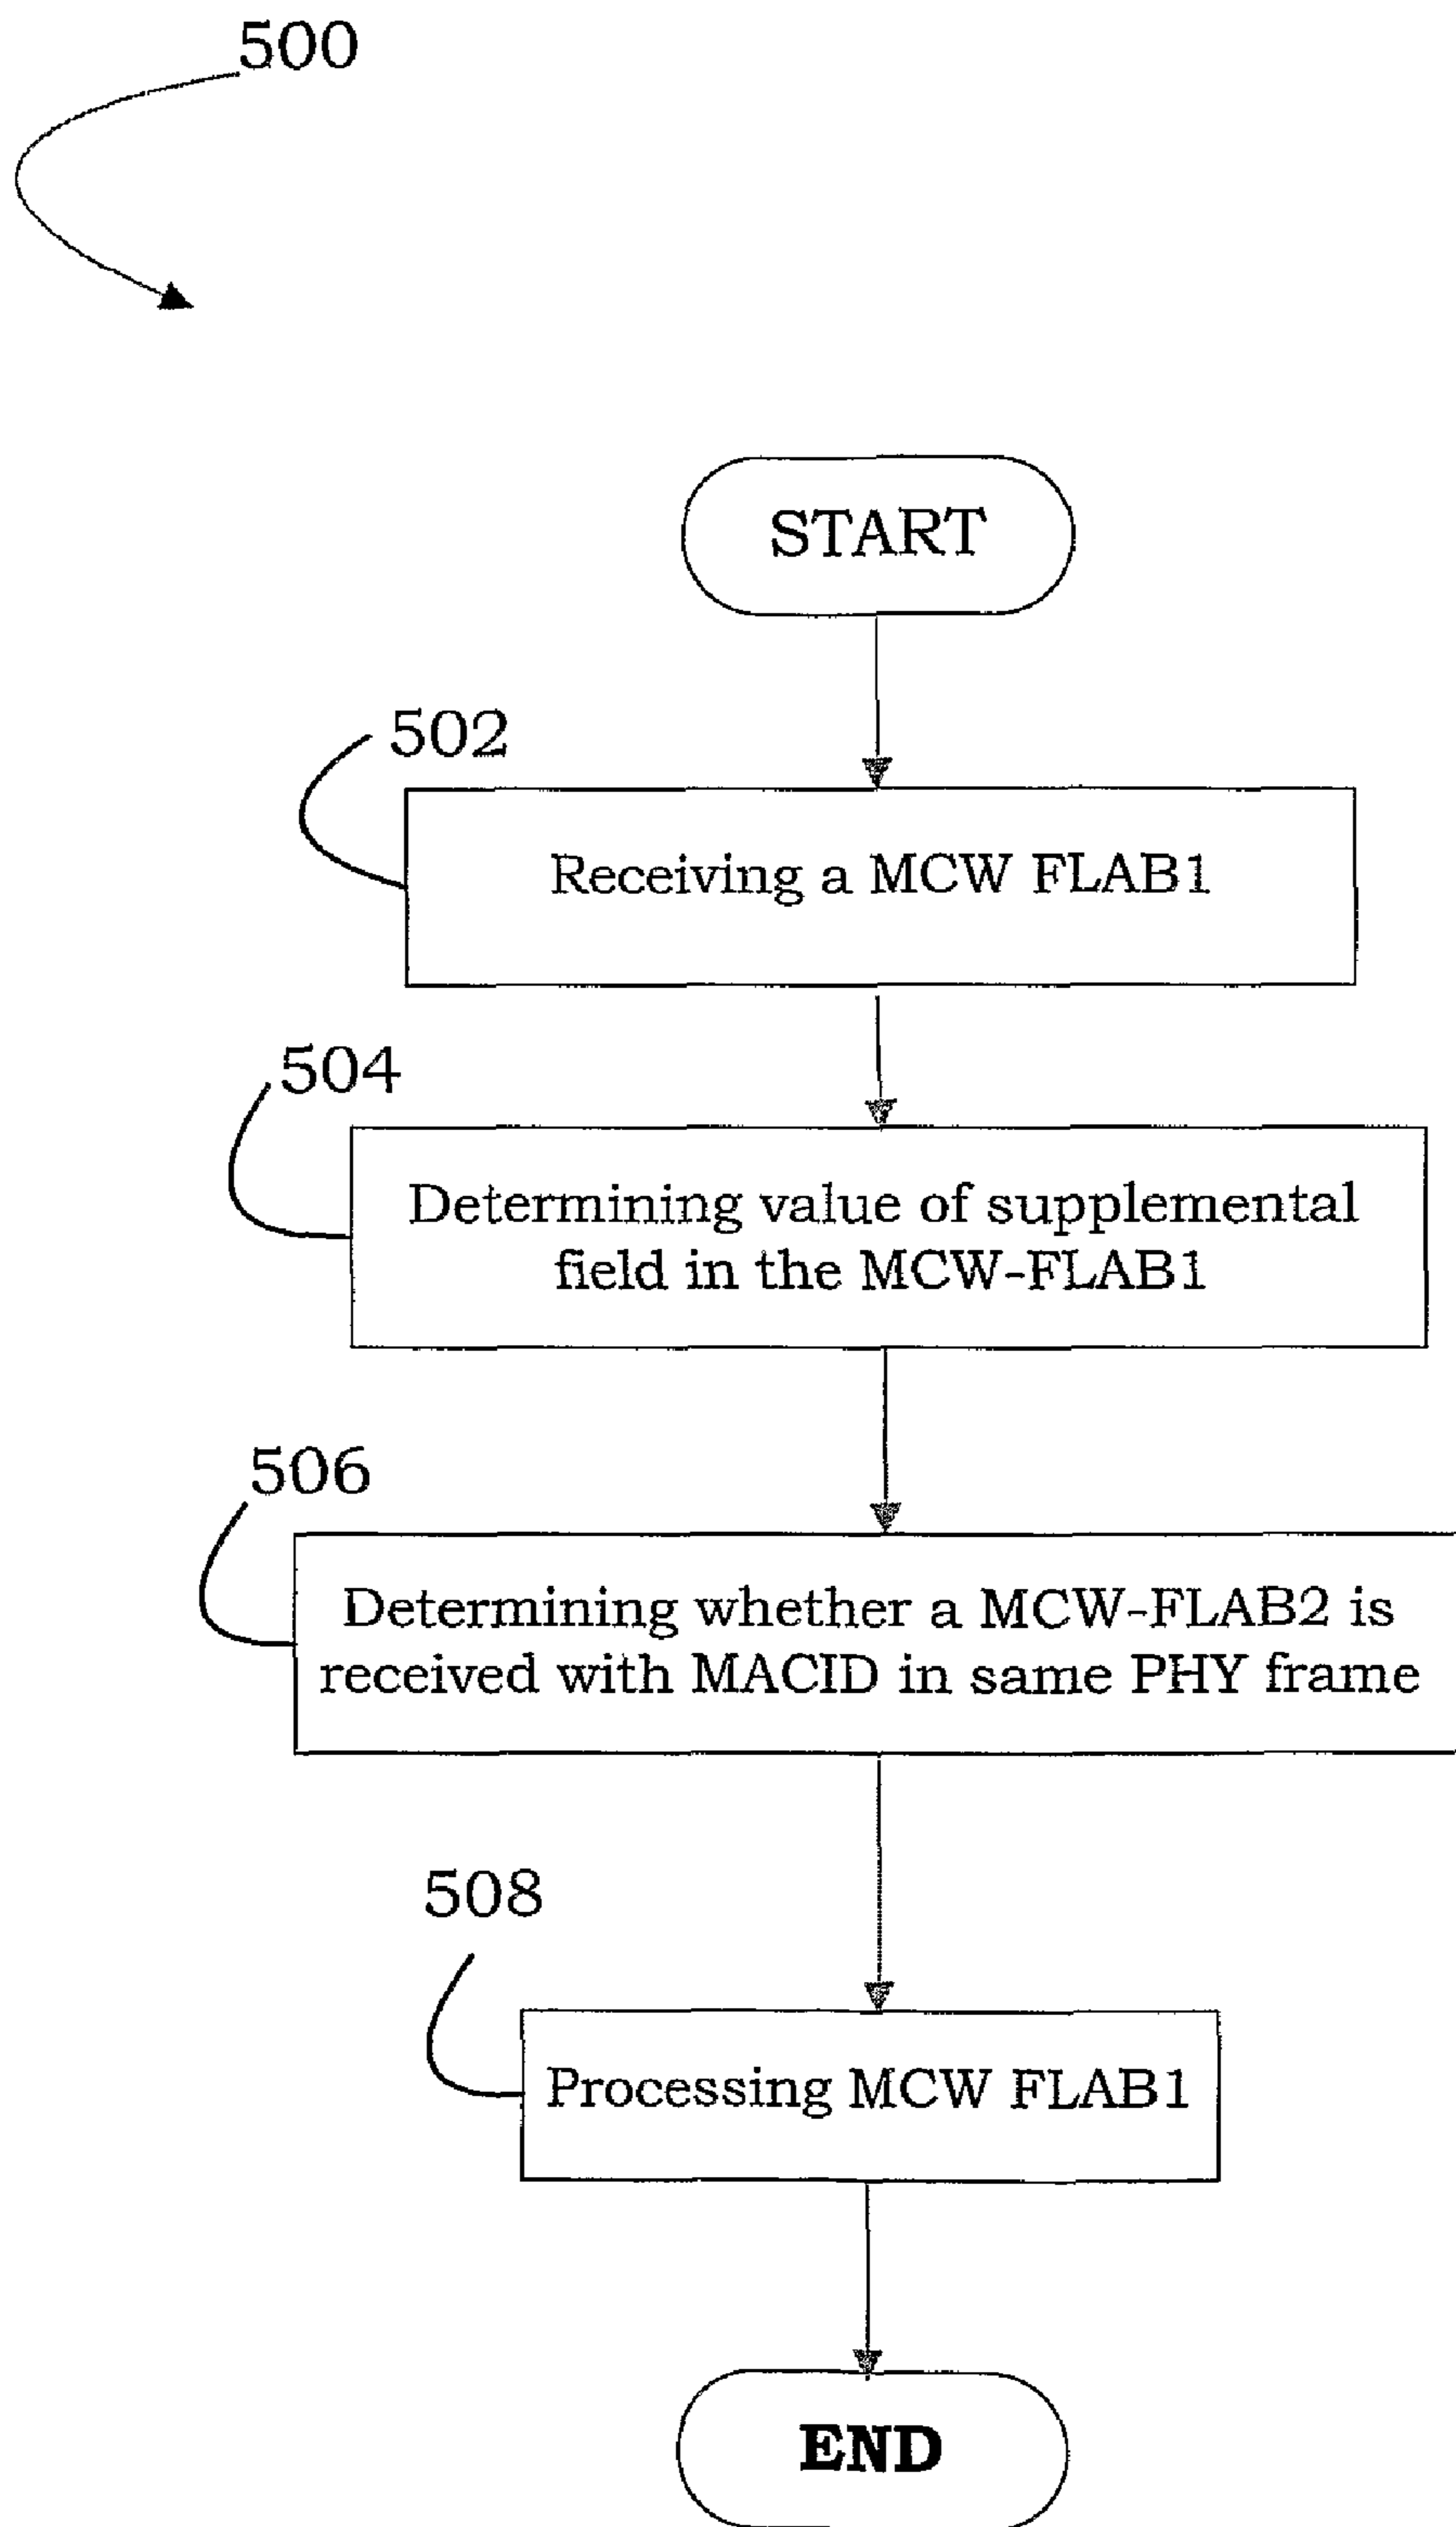 500
START
502
Receiving a MCW FLAB1
504
Determining value of supplemental
field in the MCW-FLAB1
506
Determining whether a MCW-FLAB2 is
received with MACID in same PHY frame
508
Processing MCW FLAB1
END